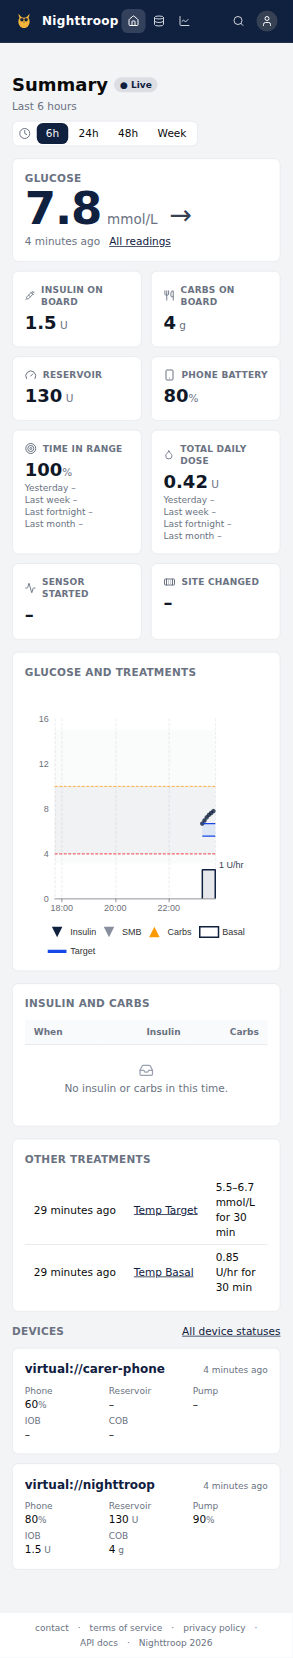 Nighttroop
Summary ● Live
Last 6 hours
6h 24h 48h Week
GLUCOSE
7.8 mmol/L →
4 minutes ago All readings
INSULIN ON BOARD
1.5 U
CARBS ON BOARD
4 g
RESERVOIR
130 U
PHONE BATTERY
80%
TIME IN RANGE
100%
Yesterday –
Last week –
Last fortnight –
Last month –
TOTAL DAILY DOSE
0.42 U
Yesterday –
Last week –
Last fortnight –
Last month –
SENSOR STARTED
–
SITE CHANGED
–
GLUCOSE AND TREATMENTS
16
12
8
4
0
1 U/hr
18:00 20:00 22:00
Insulin SMB Carbs Basal
Target
INSULIN AND CARBS
When Insulin Carbs
No insulin or carbs in this time.
OTHER TREATMENTS
29 minutes ago Temp Target 5.5–6.7 mmol/L for 30 min
29 minutes ago Temp Basal 0.85 U/hr for 30 min
DEVICES All device statuses
virtual://carer-phone 4 minutes ago
Phone Reservoir Pump
60% – –
IOB COB
– –
virtual://nighttroop 4 minutes ago
Phone Reservoir Pump
80% 130 U 90%
IOB COB
1.5 U 4 g
contact · terms of service · privacy policy ·
API docs · Nighttroop 2026